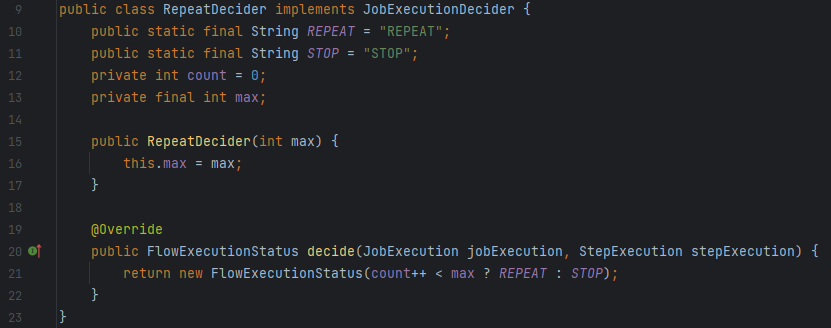 9 public class RepeatDecider implements JobExecutionDecider {
10     public static final String REPEAT = "REPEAT";
11     public static final String STOP = "STOP";
12     private int count = 0;
13     private final int max;
14
15     public RepeatDecider(int max) {
16         this.max = max;
17     }
18
19     @Override
20     public FlowExecutionStatus decide(JobExecution jobExecution, StepExecution stepExecution) {
21         return new FlowExecutionStatus(count++ < max ? REPEAT : STOP);
22     }
23 }